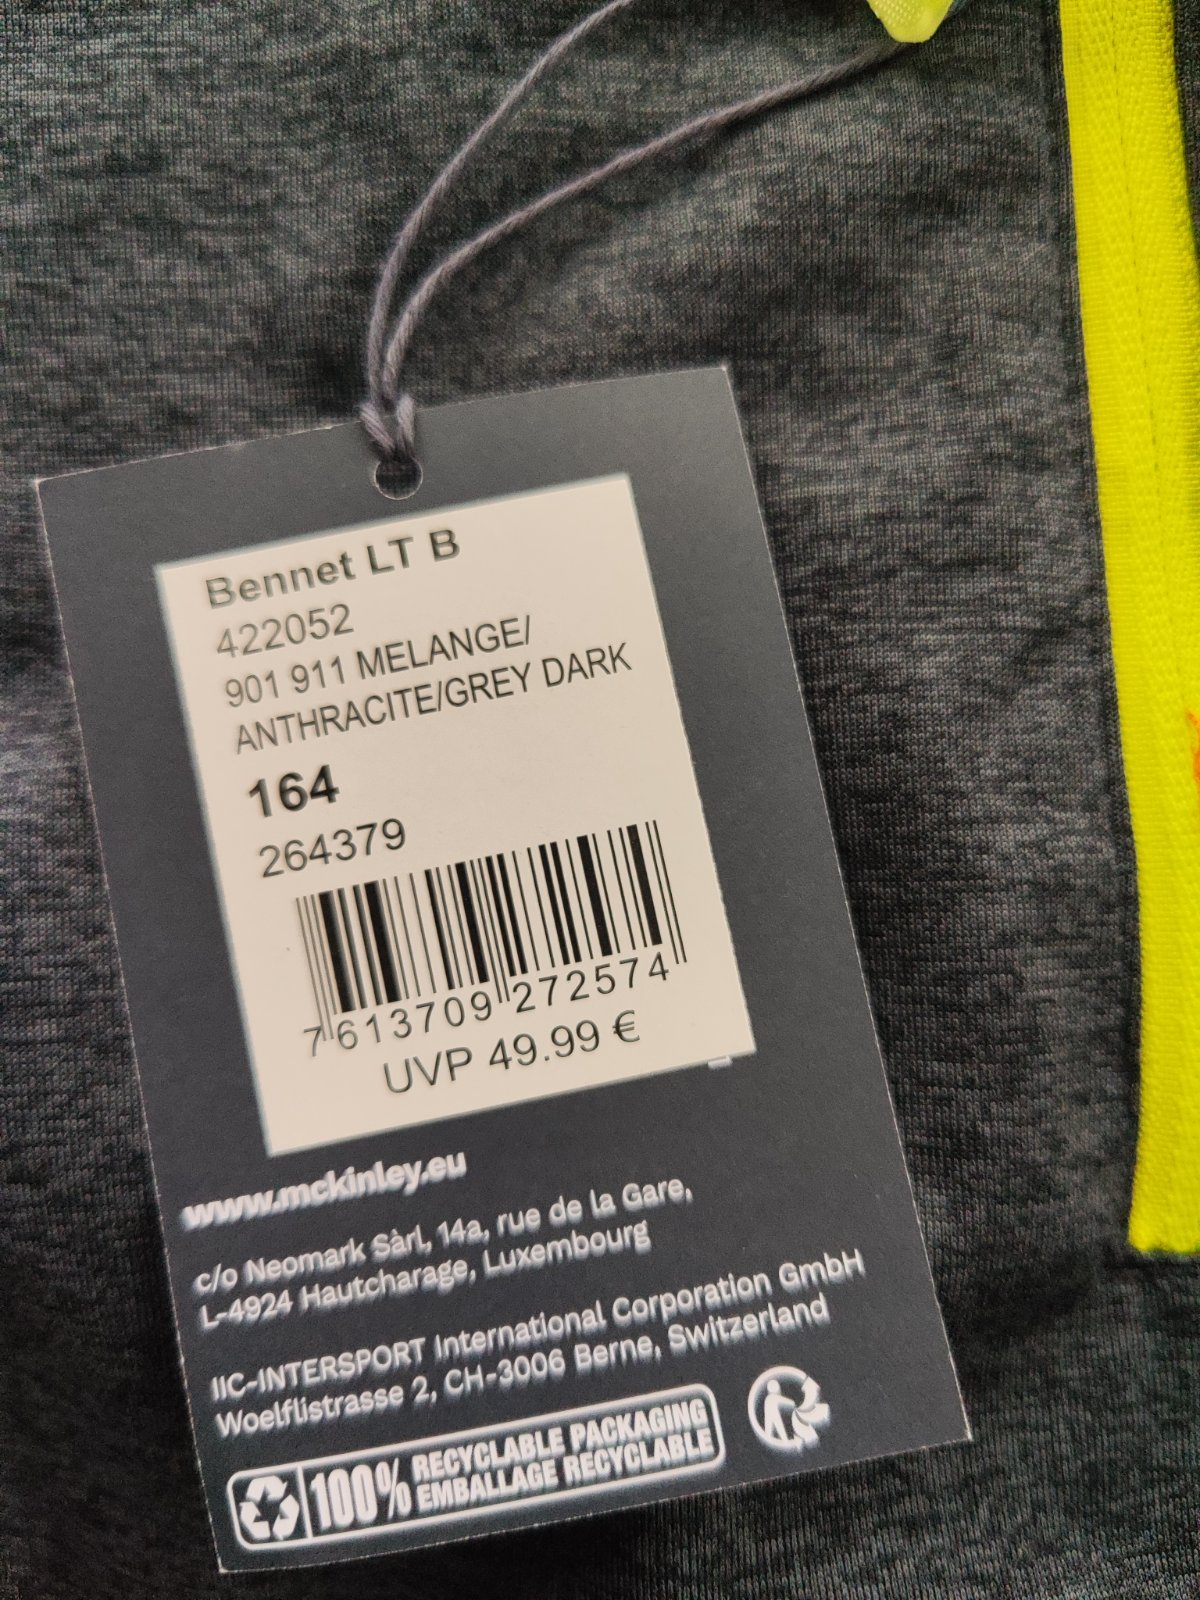 Bennet LT B
422052
901 911 MELANGE/
ANTHRACITE/GREY DARK
164
264379
7 613709 272574
UVP 49.99 €
www.mckinley.eu
c/o Neomark Sàrl, 14a, rue de la Gare,
L-4924 Hautcharage, Luxembourg
IIC-INTERSPORT International Corporation GmbH
Woelflistrasse 2, CH-3006 Berne, Switzerland
100% RECYCLABLE PACKAGING
EMBALLAGE RECYCLABLE